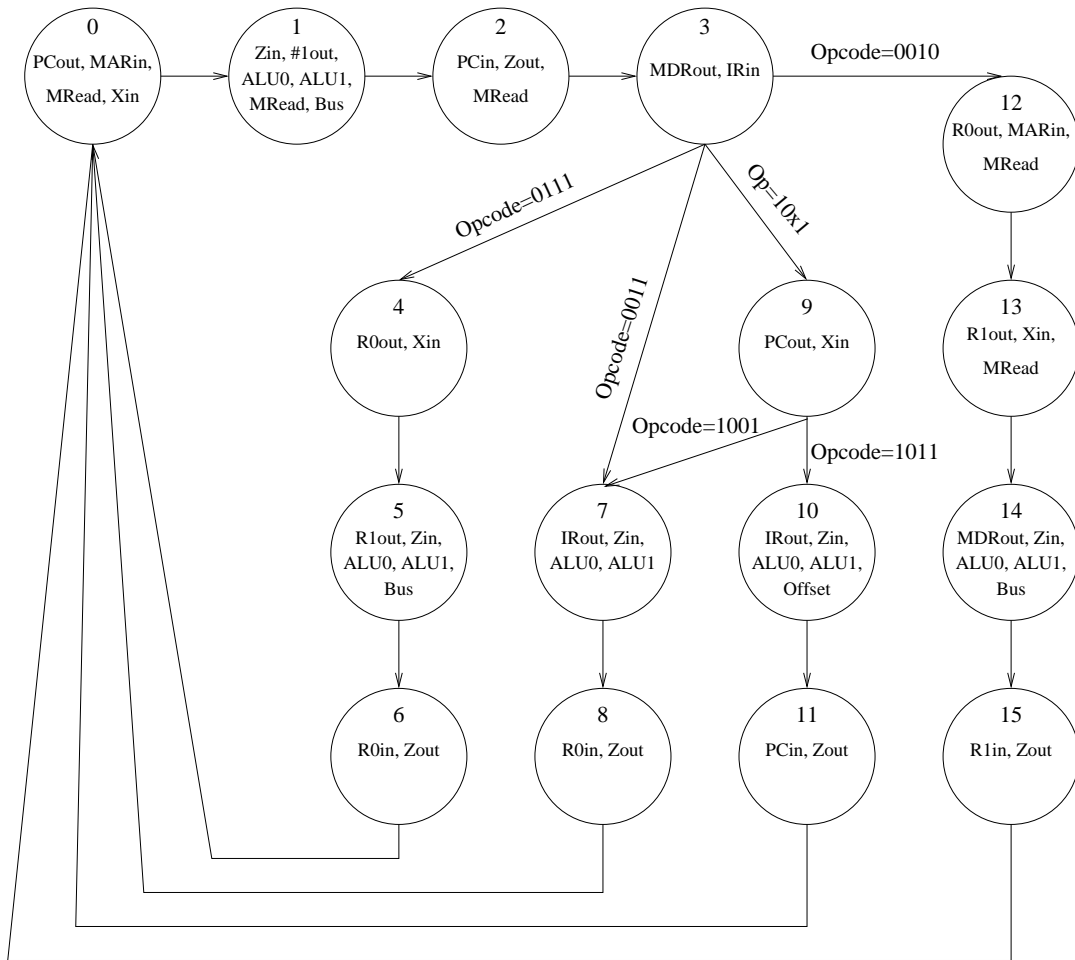 0
PCout, MARin,
MRead, Xin
1
Zin, #1out,
ALU0, ALU1,
MRead, Bus
2
PCin, Zout,
MRead
3
MDRout, IRin
Opcode=0010
12
R0out, MARin,
MRead
Opcode=0111
Opcode=0011
Op=10x1
4
R0out, Xin
9
PCout, Xin
13
R1out, Xin,
MRead
Opcode=1001
Opcode=1011
5
R1out, Zin,
ALU0, ALU1,
Bus
7
IRout, Zin,
ALU0, ALU1
10
IRout, Zin,
ALU0, ALU1,
Offset
14
MDRout, Zin,
ALU0, ALU1,
Bus
6
R0in, Zout
8
R0in, Zout
11
PCin, Zout
15
R1in, Zout